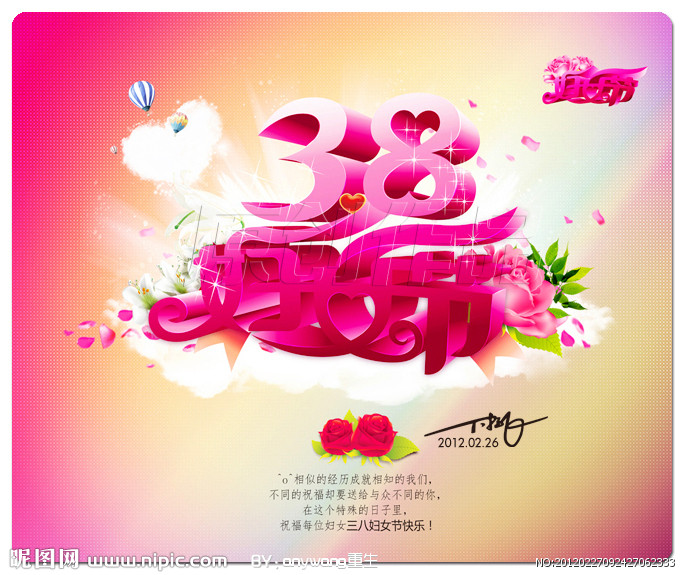 妇女节
3.8
妇女节
2012.02.26
^o^相似的经历成就相知的我们，
不同的祝福却要送给与众不同的你，
在这个特殊的日子里，
祝福每位妇女三八妇女节快乐！
昵图网 www.nipic.com BY: anywang重生
NO:20120227092427062333